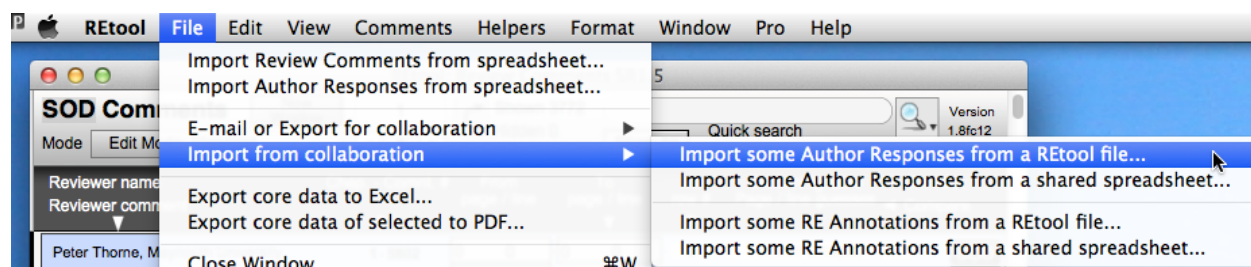 P REtool File Edit View Comments Helpers Format Window Pro Help
Import Review Comments from spreadsheet...
Import Author Responses from spreadsheet...
5
SOD Com
Version
E-mail or Export for collaboration
Quick search
1.8fc12
Mode Edit Mo
Import from collaboration
Import some Author Responses from a REtool file...
Import some Author Responses from a shared spreadsheet...
Reviewer name
Export core data to Excel...
Reviewer comm
Export core data of selected to PDF...
Import some RE Annotations from a REtool file...
Import some RE Annotations from a shared spreadsheet...
Peter Thorne, M
Close Window ⌘W